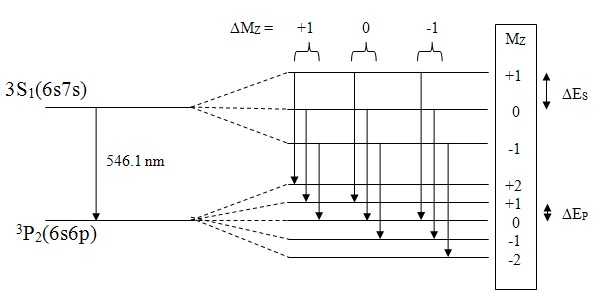 ΔMz = +1 0 -1
Mz
3S₁(6s7s)
+1
0
ΔEs
-1
546.1 nm
+2
+1
³P₂(6s6p)
0
ΔEP
-1
-2